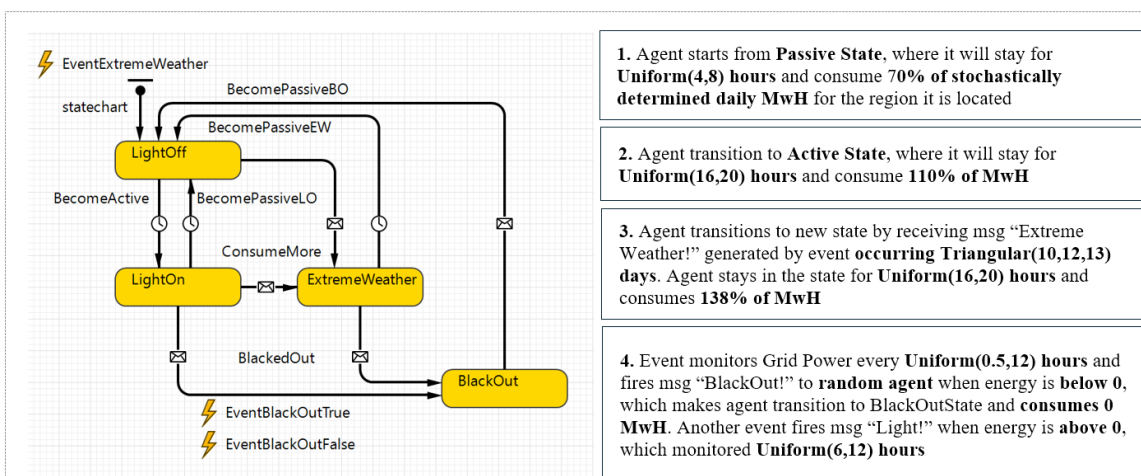 EventExtremeWeather
statechart
BecomePassiveBO
BecomePassiveEW
LightOff
BecomeActive
BecomePassiveLO
ConsumeMore
LightOn
ExtremeWeather
BlackedOut
BlackOut
EventBlackOutTrue
EventBlackOutFalse
1. Agent starts from Passive State, where it will stay for
Uniform(4,8) hours and consume 70% of stochastically
determined daily MwH for the region it is located
2. Agent transition to Active State, where it will stay for
Uniform(16,20) hours and consume 110% of MwH
3. Agent transitions to new state by receiving msg “Extreme
Weather!” generated by event occurring Triangular(10,12,13)
days. Agent stays in the state for Uniform(16,20) hours and
consumes 138% of MwH
4. Event monitors Grid Power every Uniform(0.5,12) hours and
fires msg “BlackOut!” to random agent when energy is below 0,
which makes agent transition to BlackOutState and consumes 0
MwH. Another event fires msg “Light!” when energy is above 0,
which monitored Uniform(6,12) hours